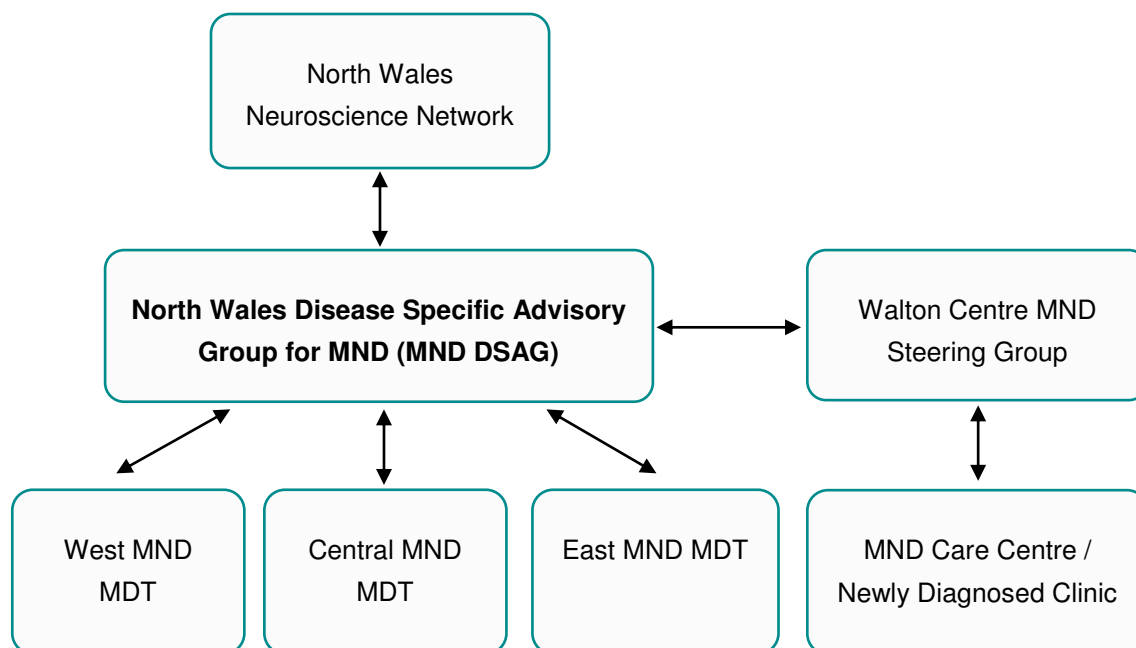 North Wales
Neuroscience Network
North Wales Disease Specific Advisory
Group for MND (MND DSAG)
Walton Centre MND
Steering Group
West MND
MDT
Central MND
MDT
East MND MDT
MND Care Centre /
Newly Diagnosed Clinic